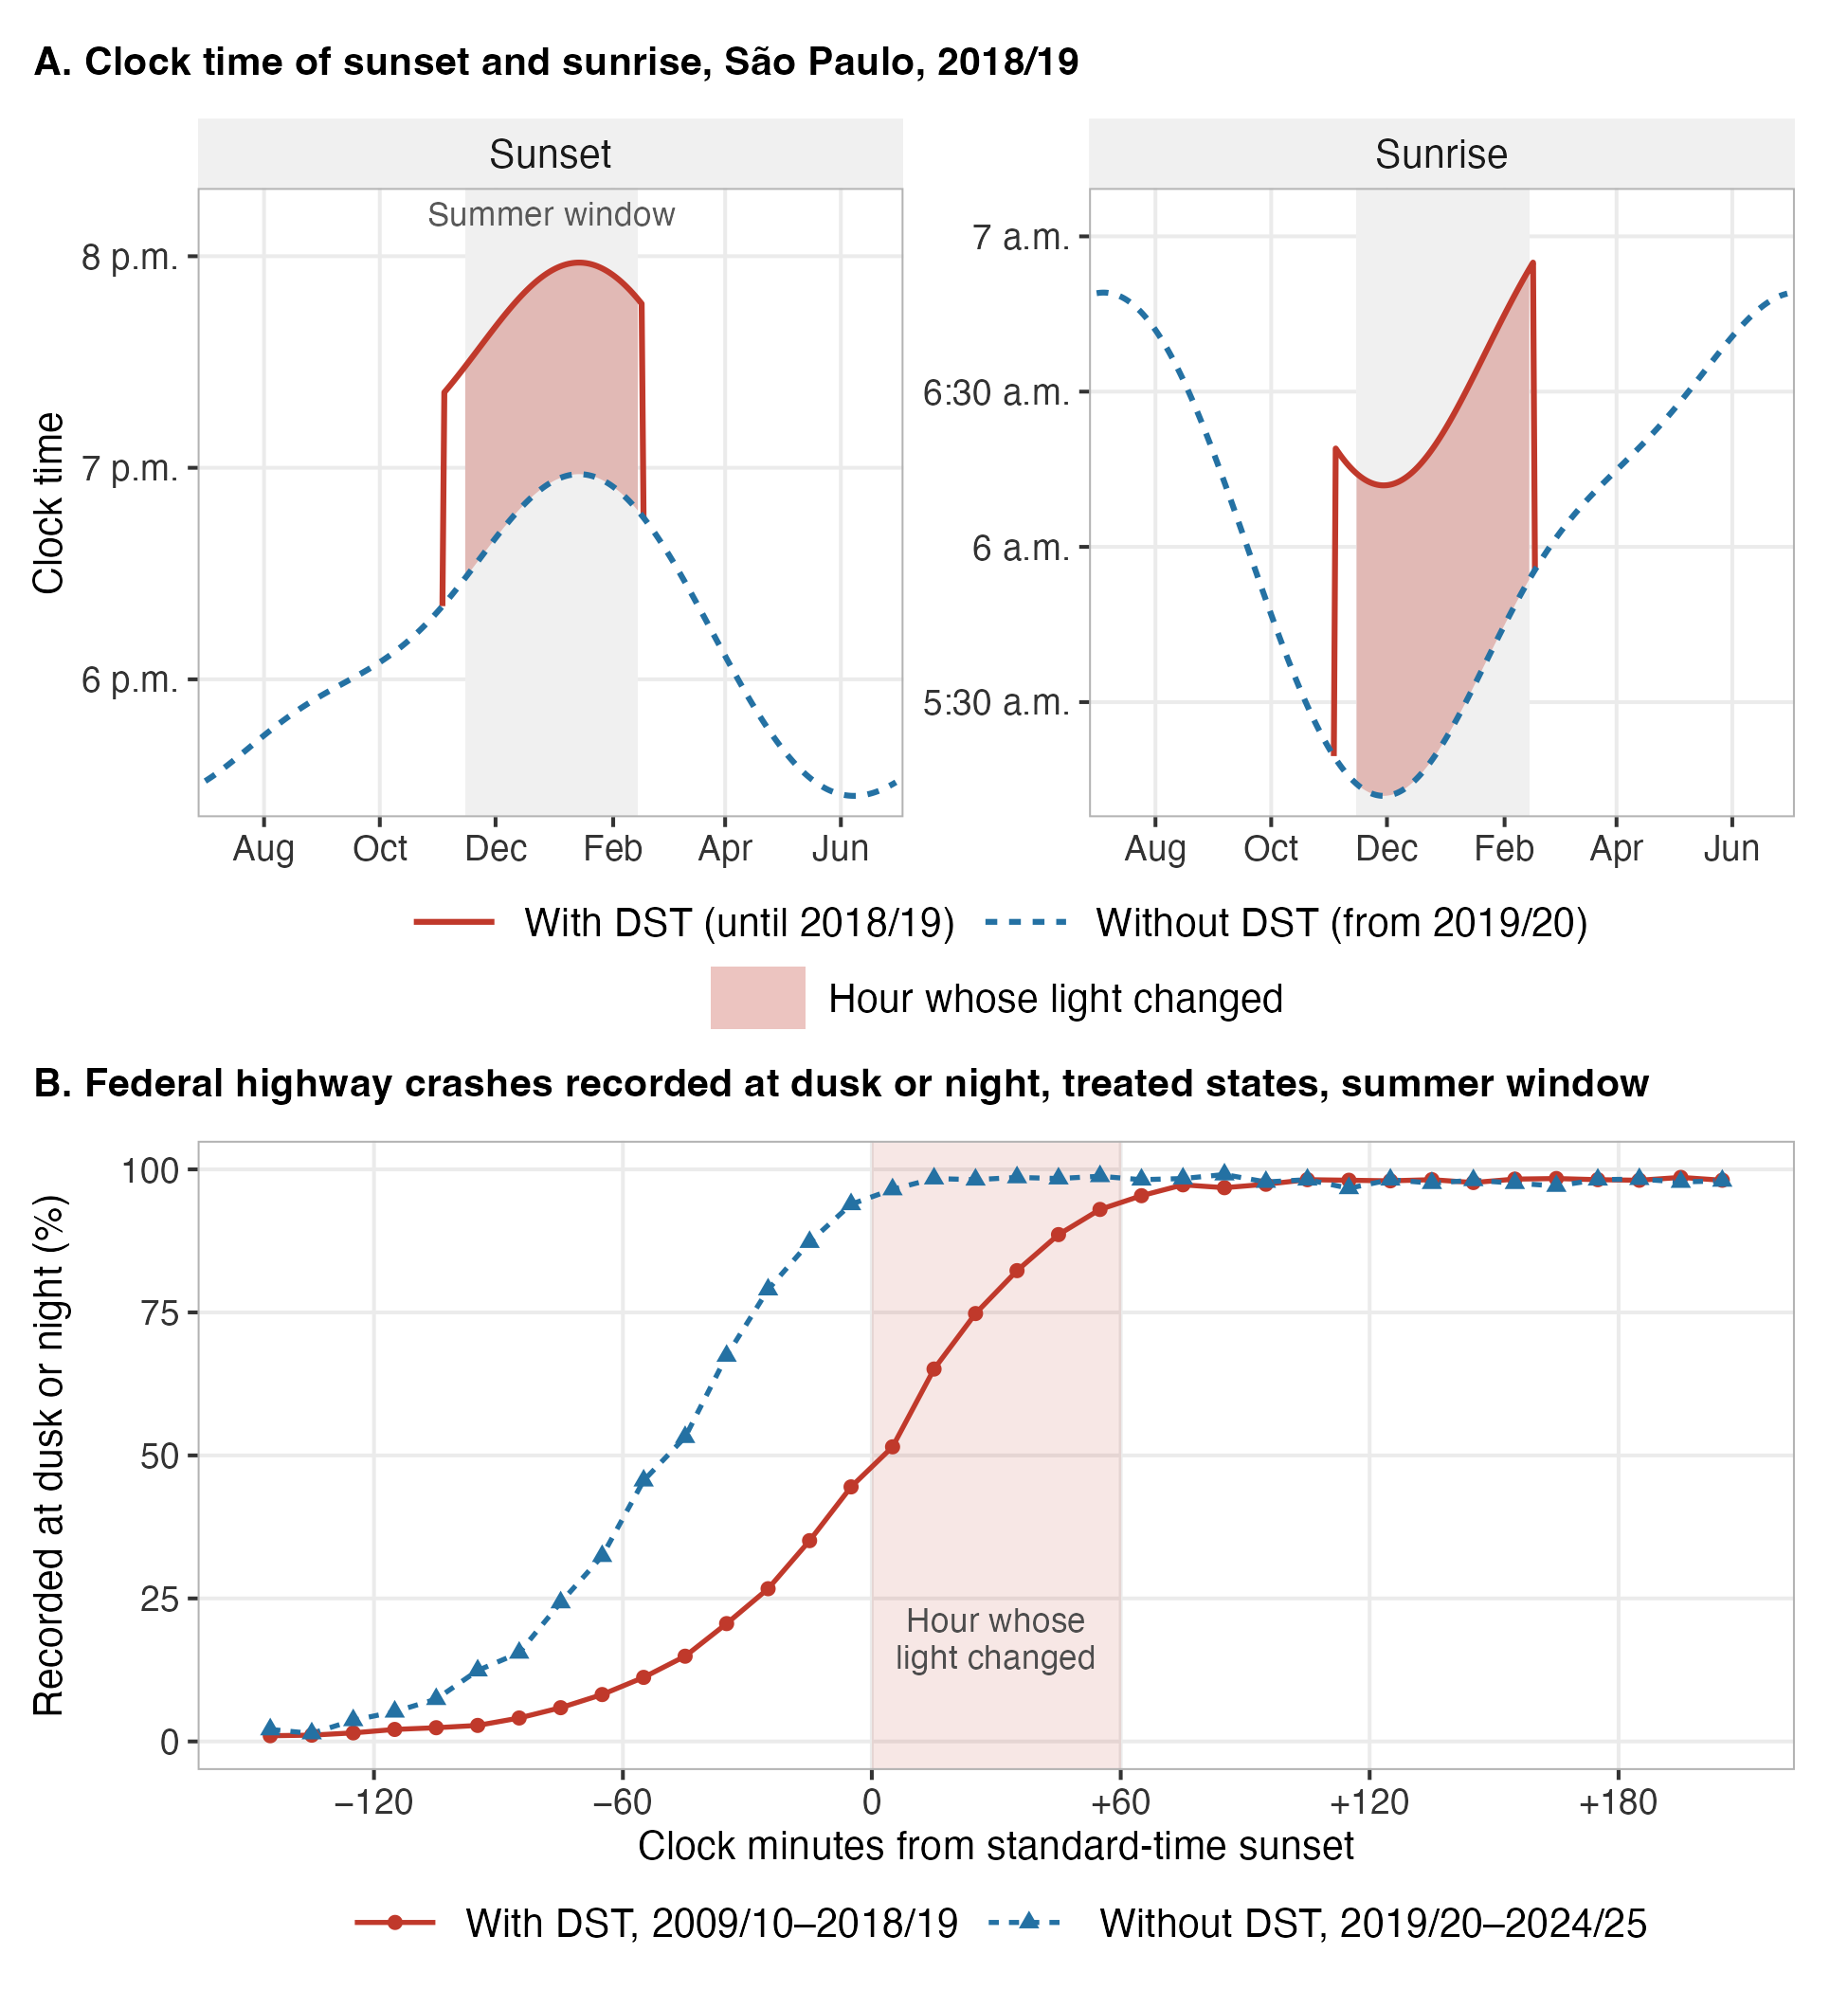 A. Clock time of sunset and sunrise, São Paulo, 2018/19
Sunset
Sunrise
Summer window
Clock time
8 p.m.
7 p.m.
6 p.m.
7 a.m.
6:30 a.m.
6 a.m.
5:30 a.m.
Aug Oct Dec Feb Apr Jun
Aug Oct Dec Feb Apr Jun
With DST (until 2018/19) Without DST (from 2019/20)
Hour whose light changed
B. Federal highway crashes recorded at dusk or night, treated states, summer window
Recorded at dusk or night (%)
100
75
50
25
0
Hour whose
light changed
−120 −60 0 +60 +120 +180
Clock minutes from standard-time sunset
With DST, 2009/10–2018/19 Without DST, 2019/20–2024/25